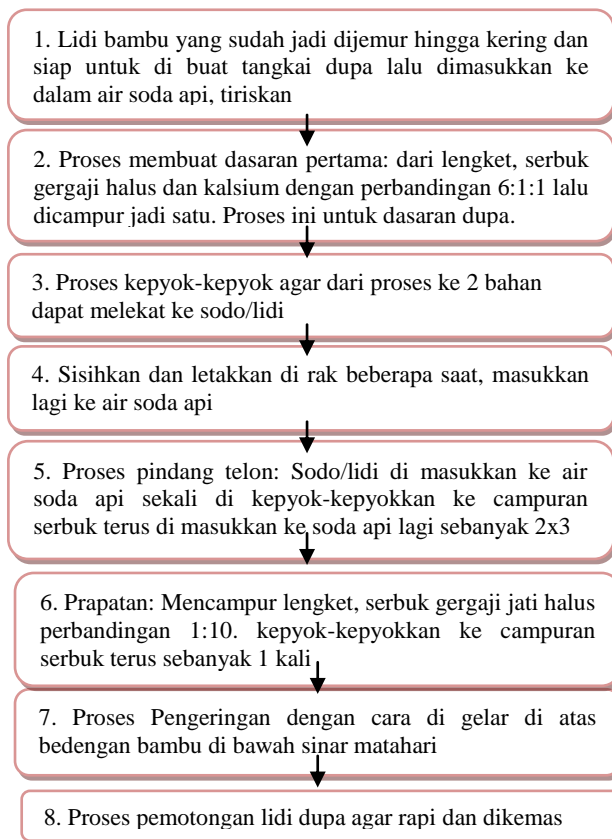 1. Lidi bambu yang sudah jadi dijemur hingga kering dan
siap untuk di buat tangkai dupa lalu dimasukkan ke
dalam air soda api, tiriskan
2. Proses membuat dasaran pertama: dari lengket, serbuk
gergaji halus dan kalsium dengan perbandingan 6:1:1 lalu
dicampur jadi satu. Proses ini untuk dasaran dupa.
3. Proses kepyok-kepyok agar dari proses ke 2 bahan
dapat melekat ke sodo/lidi
4. Sisihkan dan letakkan di rak beberapa saat, masukkan
lagi ke air soda api
5. Proses pindang telon: Sodo/lidi di masukkan ke air
soda api sekali di kepyok-kepyokkan ke campuran
serbuk terus di masukkan ke soda api lagi sebanyak 2x3
6. Prapatan: Mencampur lengket, serbuk gergaji jati halus
perbandingan 1:10. kepyok-kepyokkan ke campuran
serbuk terus sebanyak 1 kali
7. Proses Pengeringan dengan cara di gelar di atas
bedengan bambu di bawah sinar matahari
8. Proses pemotongan lidi dupa agar rapi dan dikemas